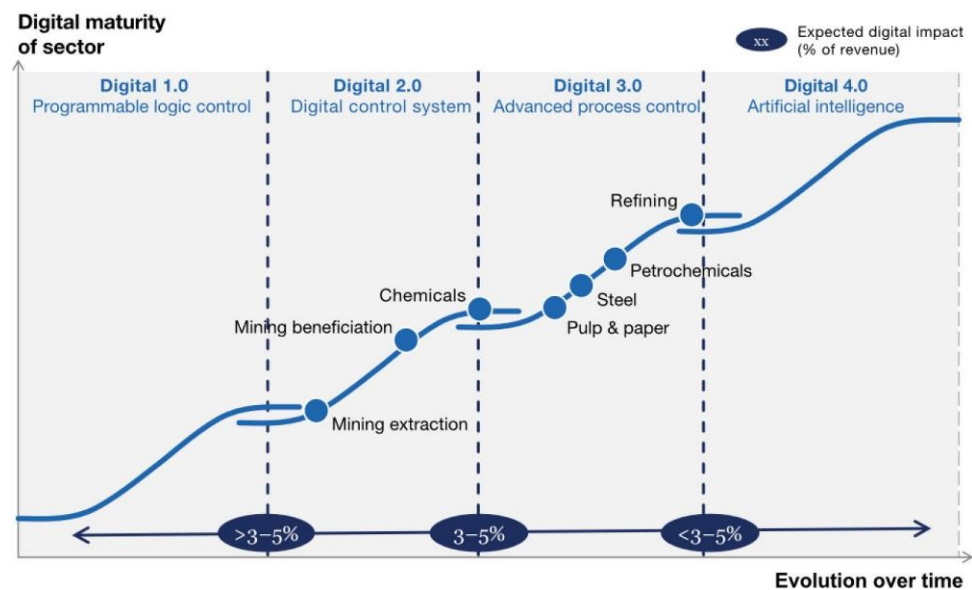 Digital maturity
of sector
xx
Expected digital impact
(% of revenue)
Digital 1.0
Programmable logic control
Digital 2.0
Digital control system
Digital 3.0
Advanced process control
Digital 4.0
Artificial intelligence
Refining
Petrochemicals
Chemicals
Steel
Mining beneficiation
Pulp & paper
Mining extraction
>3–5%
3–5%
<3–5%
Evolution over time